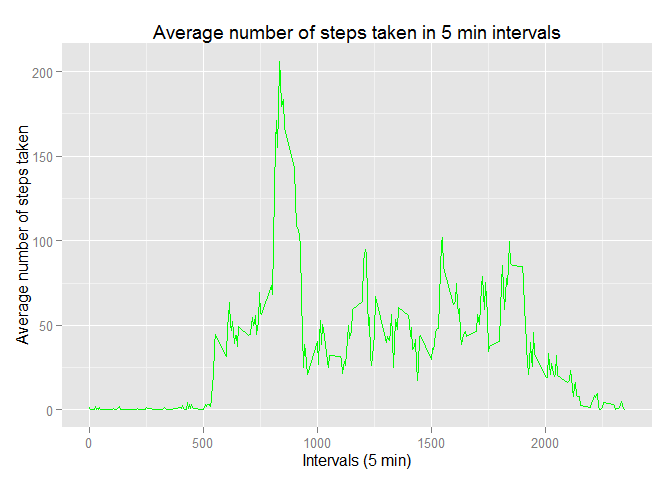 Average number of steps taken in 5 min intervals
Average number of steps taken
200
150
100
50
0
0 500 1000 1500 2000
Intervals (5 min)